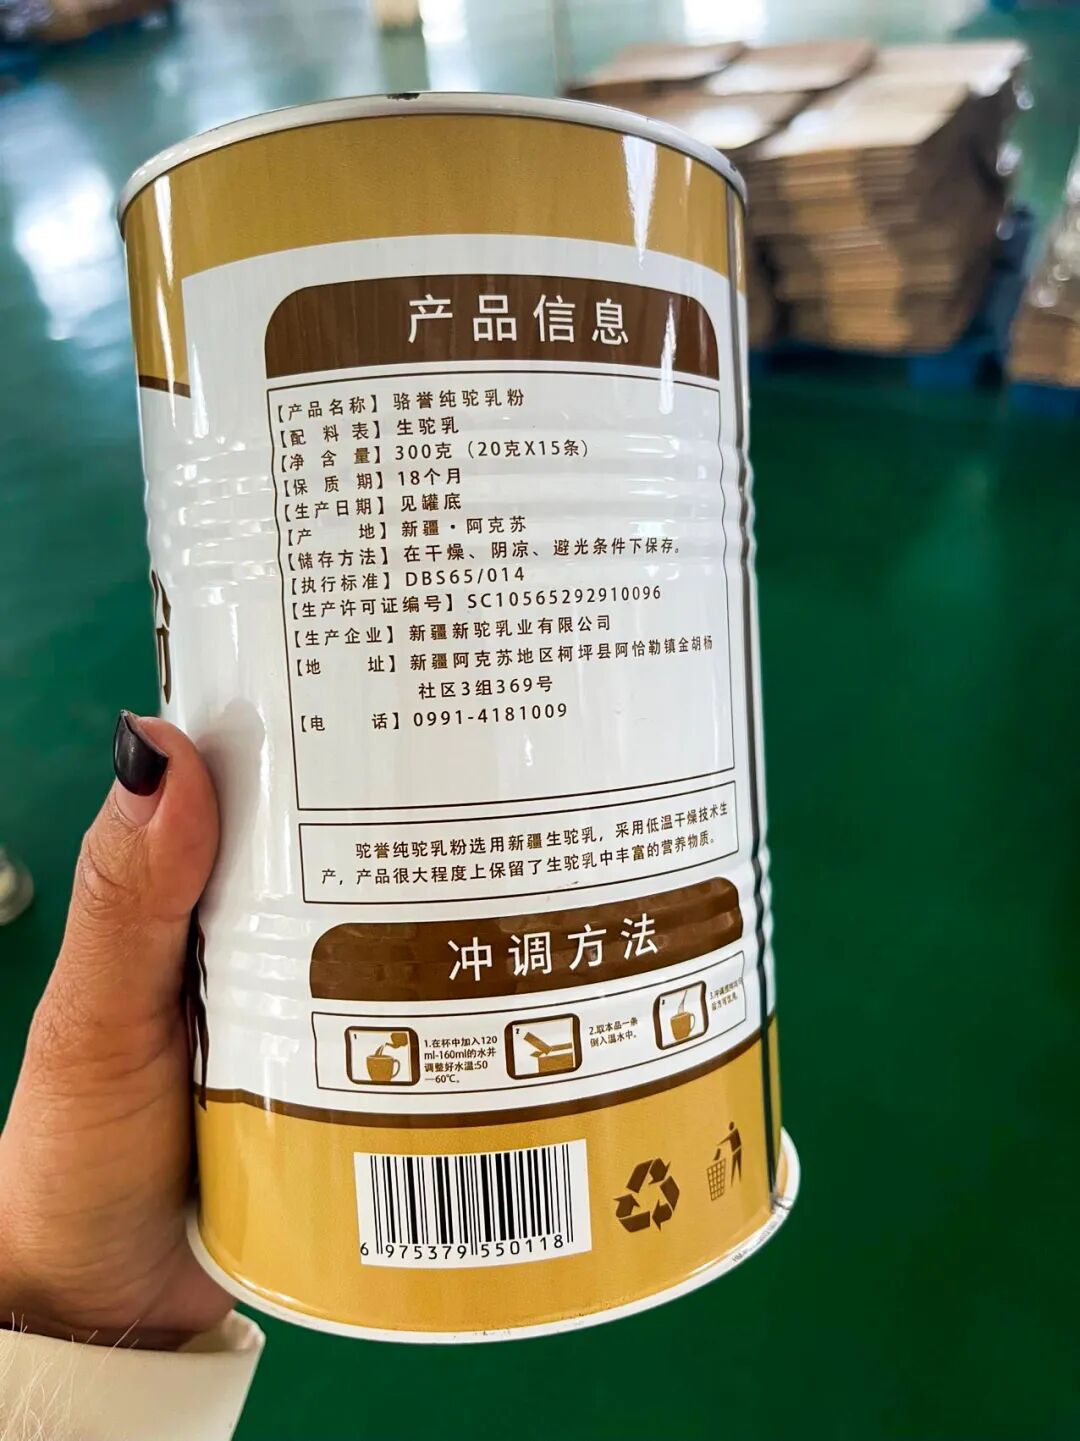 产品信息
【产品名称】骆誉纯驼乳粉
【配料表】生驼乳
【净含量】300克（20克X15条）
【保质期】18个月
【生产日期】见罐底
【产地】新疆·阿克苏
【储存方法】在干燥、阴凉、避光条件下保存。
【执行标准】DBS65/014
【生产许可证编号】SC10565292910096
【生产企业】新疆新驼乳业有限公司
【地址】新疆阿克苏地区柯坪县阿恰勒镇金胡杨
社区3组369号
【电话】0991-4181009
驼誉纯驼乳粉选用新疆生驼乳，采用低温干燥技术生
产，产品很大程度上保留了生驼乳中丰富的营养物质。
冲调方法
1
1.在杯中加入120
ml-160ml的水并
调整好水温:50
—60℃。
2
2.取本品一条
倒入温水中。
3
6 975379 550118